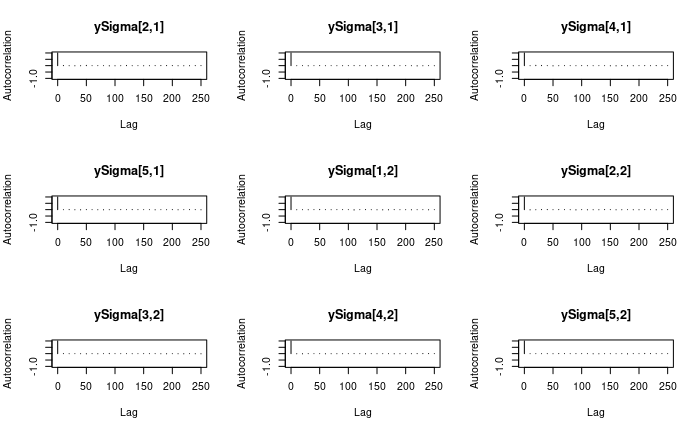 ySigma[2,1] ySigma[3,1] ySigma[4,1]
Autocorrelation Autocorrelation Autocorrelation
-1.0 -1.0 -1.0
0 50 100 150 200 250 0 50 100 150 200 250 0 50 100 150 200 250
Lag Lag Lag
ySigma[5,1] ySigma[1,2] ySigma[2,2]
Autocorrelation Autocorrelation Autocorrelation
-1.0 -1.0 -1.0
0 50 100 150 200 250 0 50 100 150 200 250 0 50 100 150 200 250
Lag Lag Lag
ySigma[3,2] ySigma[4,2] ySigma[5,2]
Autocorrelation Autocorrelation Autocorrelation
-1.0 -1.0 -1.0
0 50 100 150 200 250 0 50 100 150 200 250 0 50 100 150 200 250
Lag Lag Lag